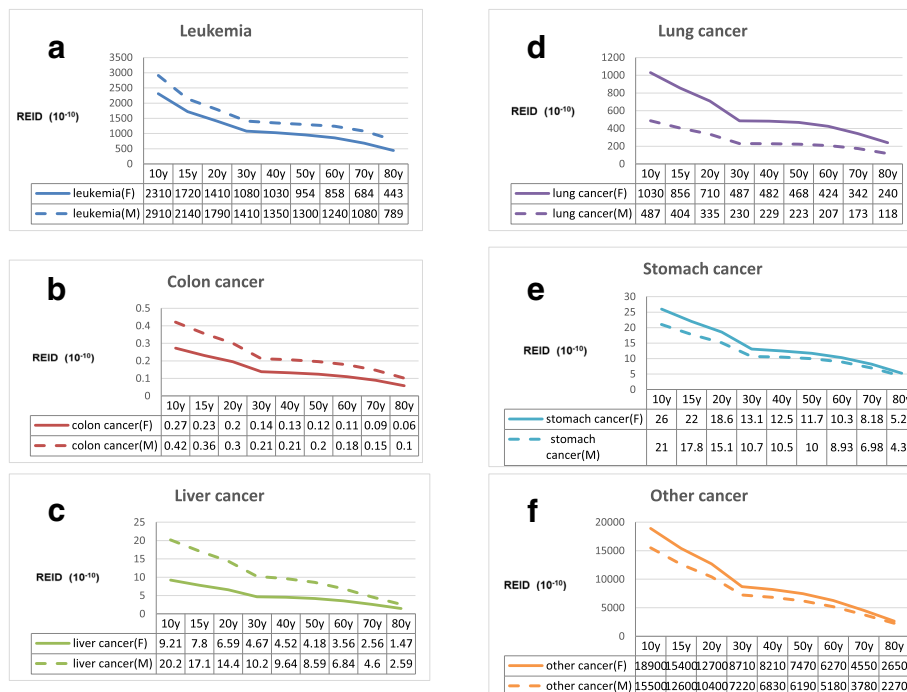 a
Leukemia
REID (10-10)
3500
3000
2500
2000
1500
1000
500
0
10y 15y 20y 30y 40y 50y 60y 70y 80y
leukemia(F) 2310 1720 1410 1080 1030 954 858 684 443
leukemia(M) 2910 2140 1790 1410 1350 1300 1240 1080 789
b
Colon cancer
REID (10-10)
0.5
0.4
0.3
0.2
0.1
0
10y 15y 20y 30y 40y 50y 60y 70y 80y
colon cancer(F) 0.27 0.23 0.2 0.14 0.13 0.12 0.11 0.09 0.06
colon cancer(M) 0.42 0.36 0.3 0.21 0.21 0.2 0.18 0.15 0.1
c
Liver cancer
REID (10-10)
25
20
15
10
5
0
10y 15y 20y 30y 40y 50y 60y 70y 80y
liver cancer(F) 9.21 7.8 6.59 4.67 4.52 4.18 3.56 2.56 1.47
liver cancer(M) 20.2 17.1 14.4 10.2 9.64 8.59 6.84 4.6 2.59
d
Lung cancer
REID (10-10)
1200
1000
800
600
400
200
0
10y 15y 20y 30y 40y 50y 60y 70y 80y
lung cancer(F) 1030 856 710 487 482 468 424 342 240
lung cancer(M) 487 404 335 230 229 223 207 173 118
e
Stomach cancer
REID (10-10)
30
25
20
15
10
5
0
10y 15y 20y 30y 40y 50y 60y 70y 80y
stomach cancer(F) 26 22 18.6 13.1 12.5 11.7 10.3 8.18 5.2
stomach
cancer(M) 21 17.8 15.1 10.7 10.5 10 8.93 6.98 4.3
f
Other cancer
REID (10-10)
20000
15000
10000
5000
0
10y 15y 20y 30y 40y 50y 60y 70y 80y
other cancer(F) 18900 15400 12700 8710 8210 7470 6270 4550 2650
other cancer(M) 15500 12600 10400 7220 6830 6190 5180 3780 2270